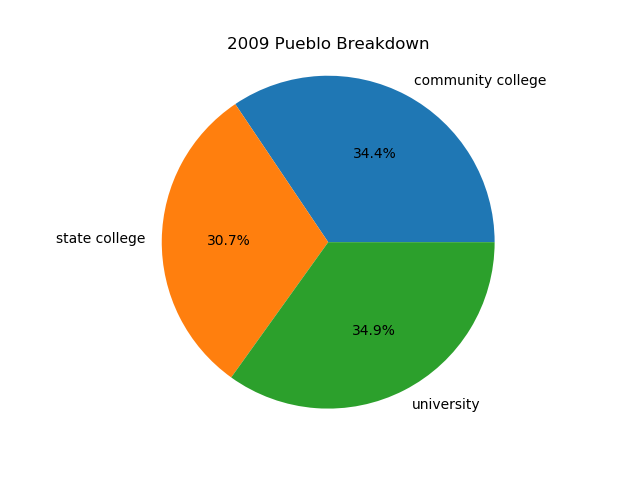 2009 Pueblo Breakdown
community college
34.4%
state college
30.7%
34.9%
university